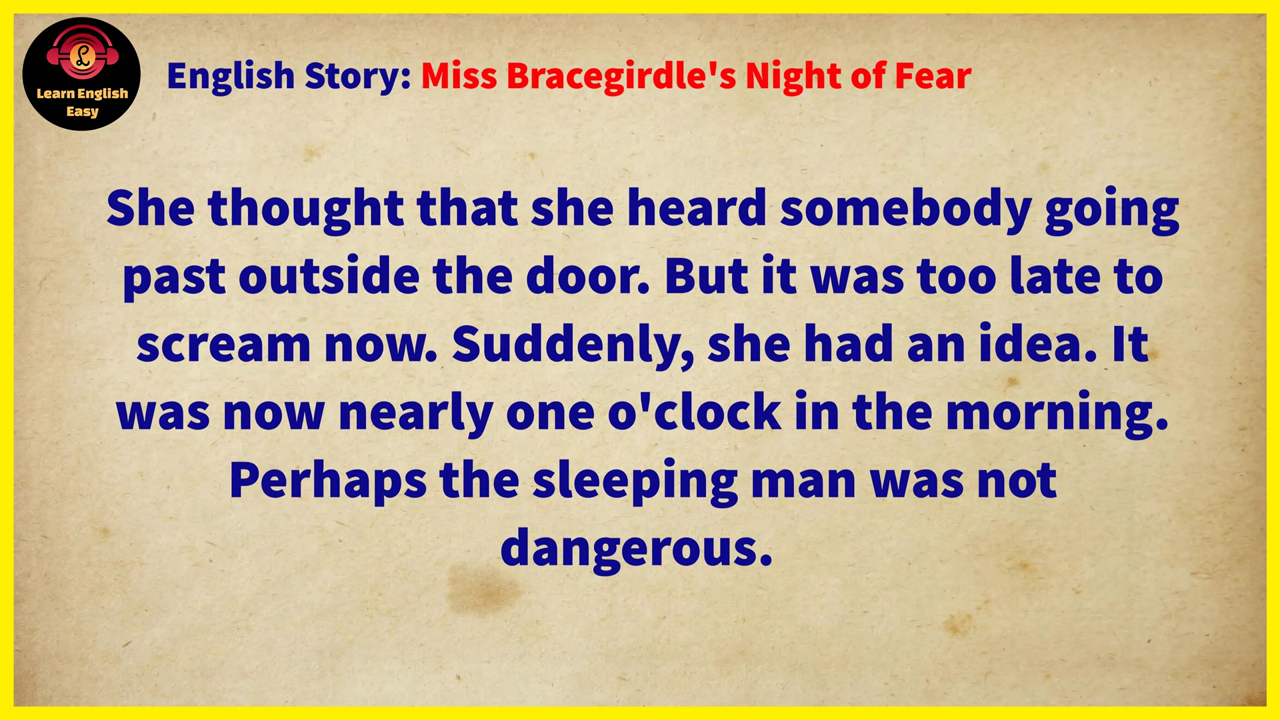 Learn English
Easy
English Story: Miss Bracegirdle's Night of Fear
She thought that she heard somebody going
past outside the door. But it was too late to
scream now. Suddenly, she had an idea. It
was now nearly one o'clock in the morning.
Perhaps the sleeping man was not
dangerous.